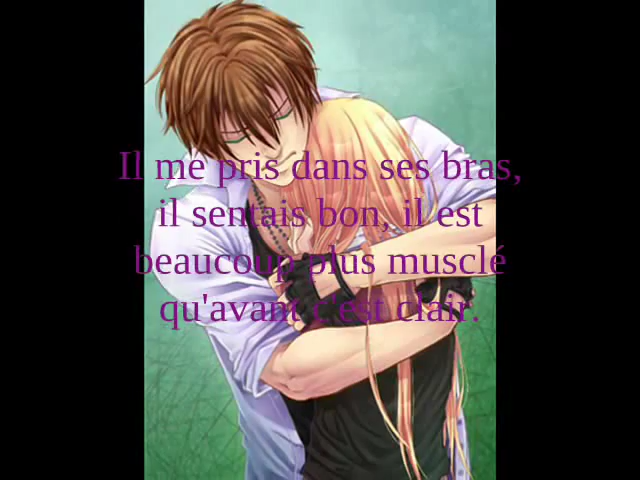 Il me pris dans ses bras,
il sentais bon, il est
beaucoup plus musclé
qu'avant c'est clair.